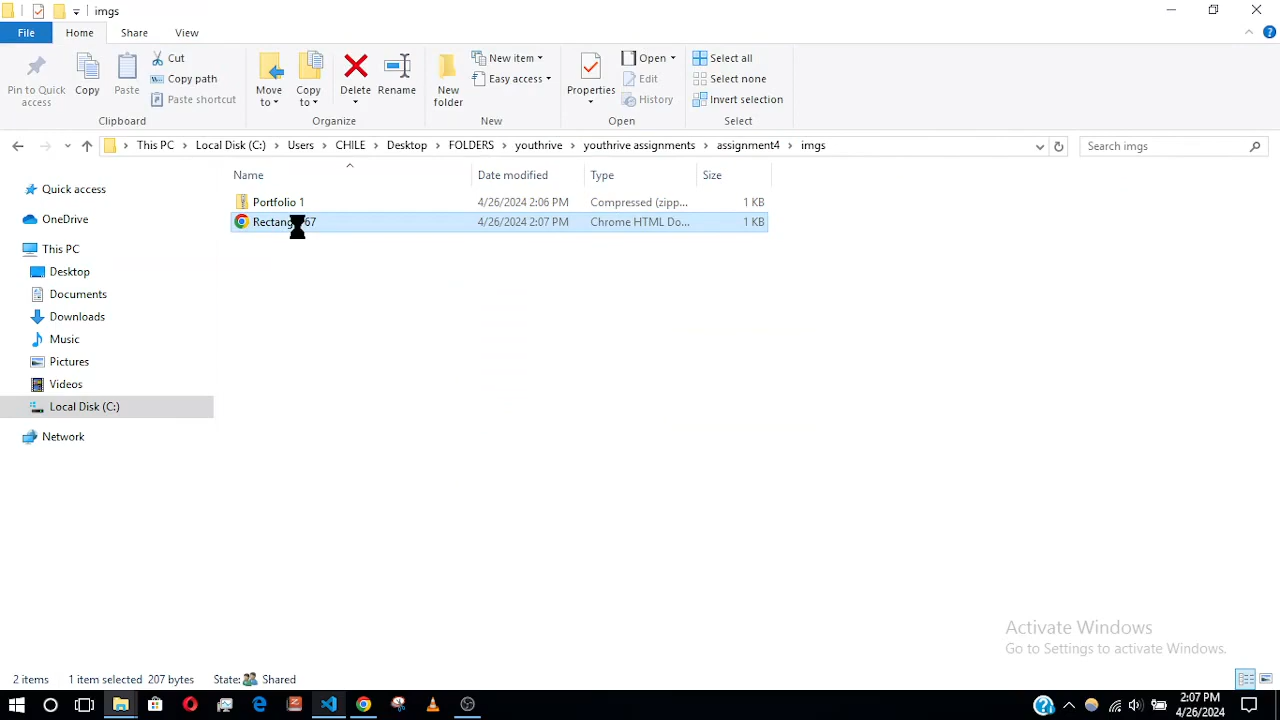 imgs
File
Home
Share
View
Pin to Quick access
Copy
Paste
Cut
Copy path
Paste shortcut
Clipboard
Move to
Copy to
Delete
Rename
Organize
New folder
New item
Easy access
New
Properties
Open
Edit
History
Open
Select all
Select none
Invert selection
Select
This PC
Local Disk (C:)
Users
CHILE
Desktop
FOLDERS
youthrive
youthrive assignments
assignment4
imgs
Search imgs
Name
Date modified
Type
Size
Portfolio 1
4/26/2024 2:06 PM
Compressed (zipp...
1 KB
67
4/26/2024 2:07 PM
Chrome HTML Do...
1 KB
Quick access
OneDrive
This PC
Desktop
Documents
Downloads
Music
Pictures
Videos
Local Disk (C:)
Network
Activate Windows
Go to Settings to activate Windows.
2 items
1 item selected 207 bytes
State: Shared
2:07 PM
4/26/2024